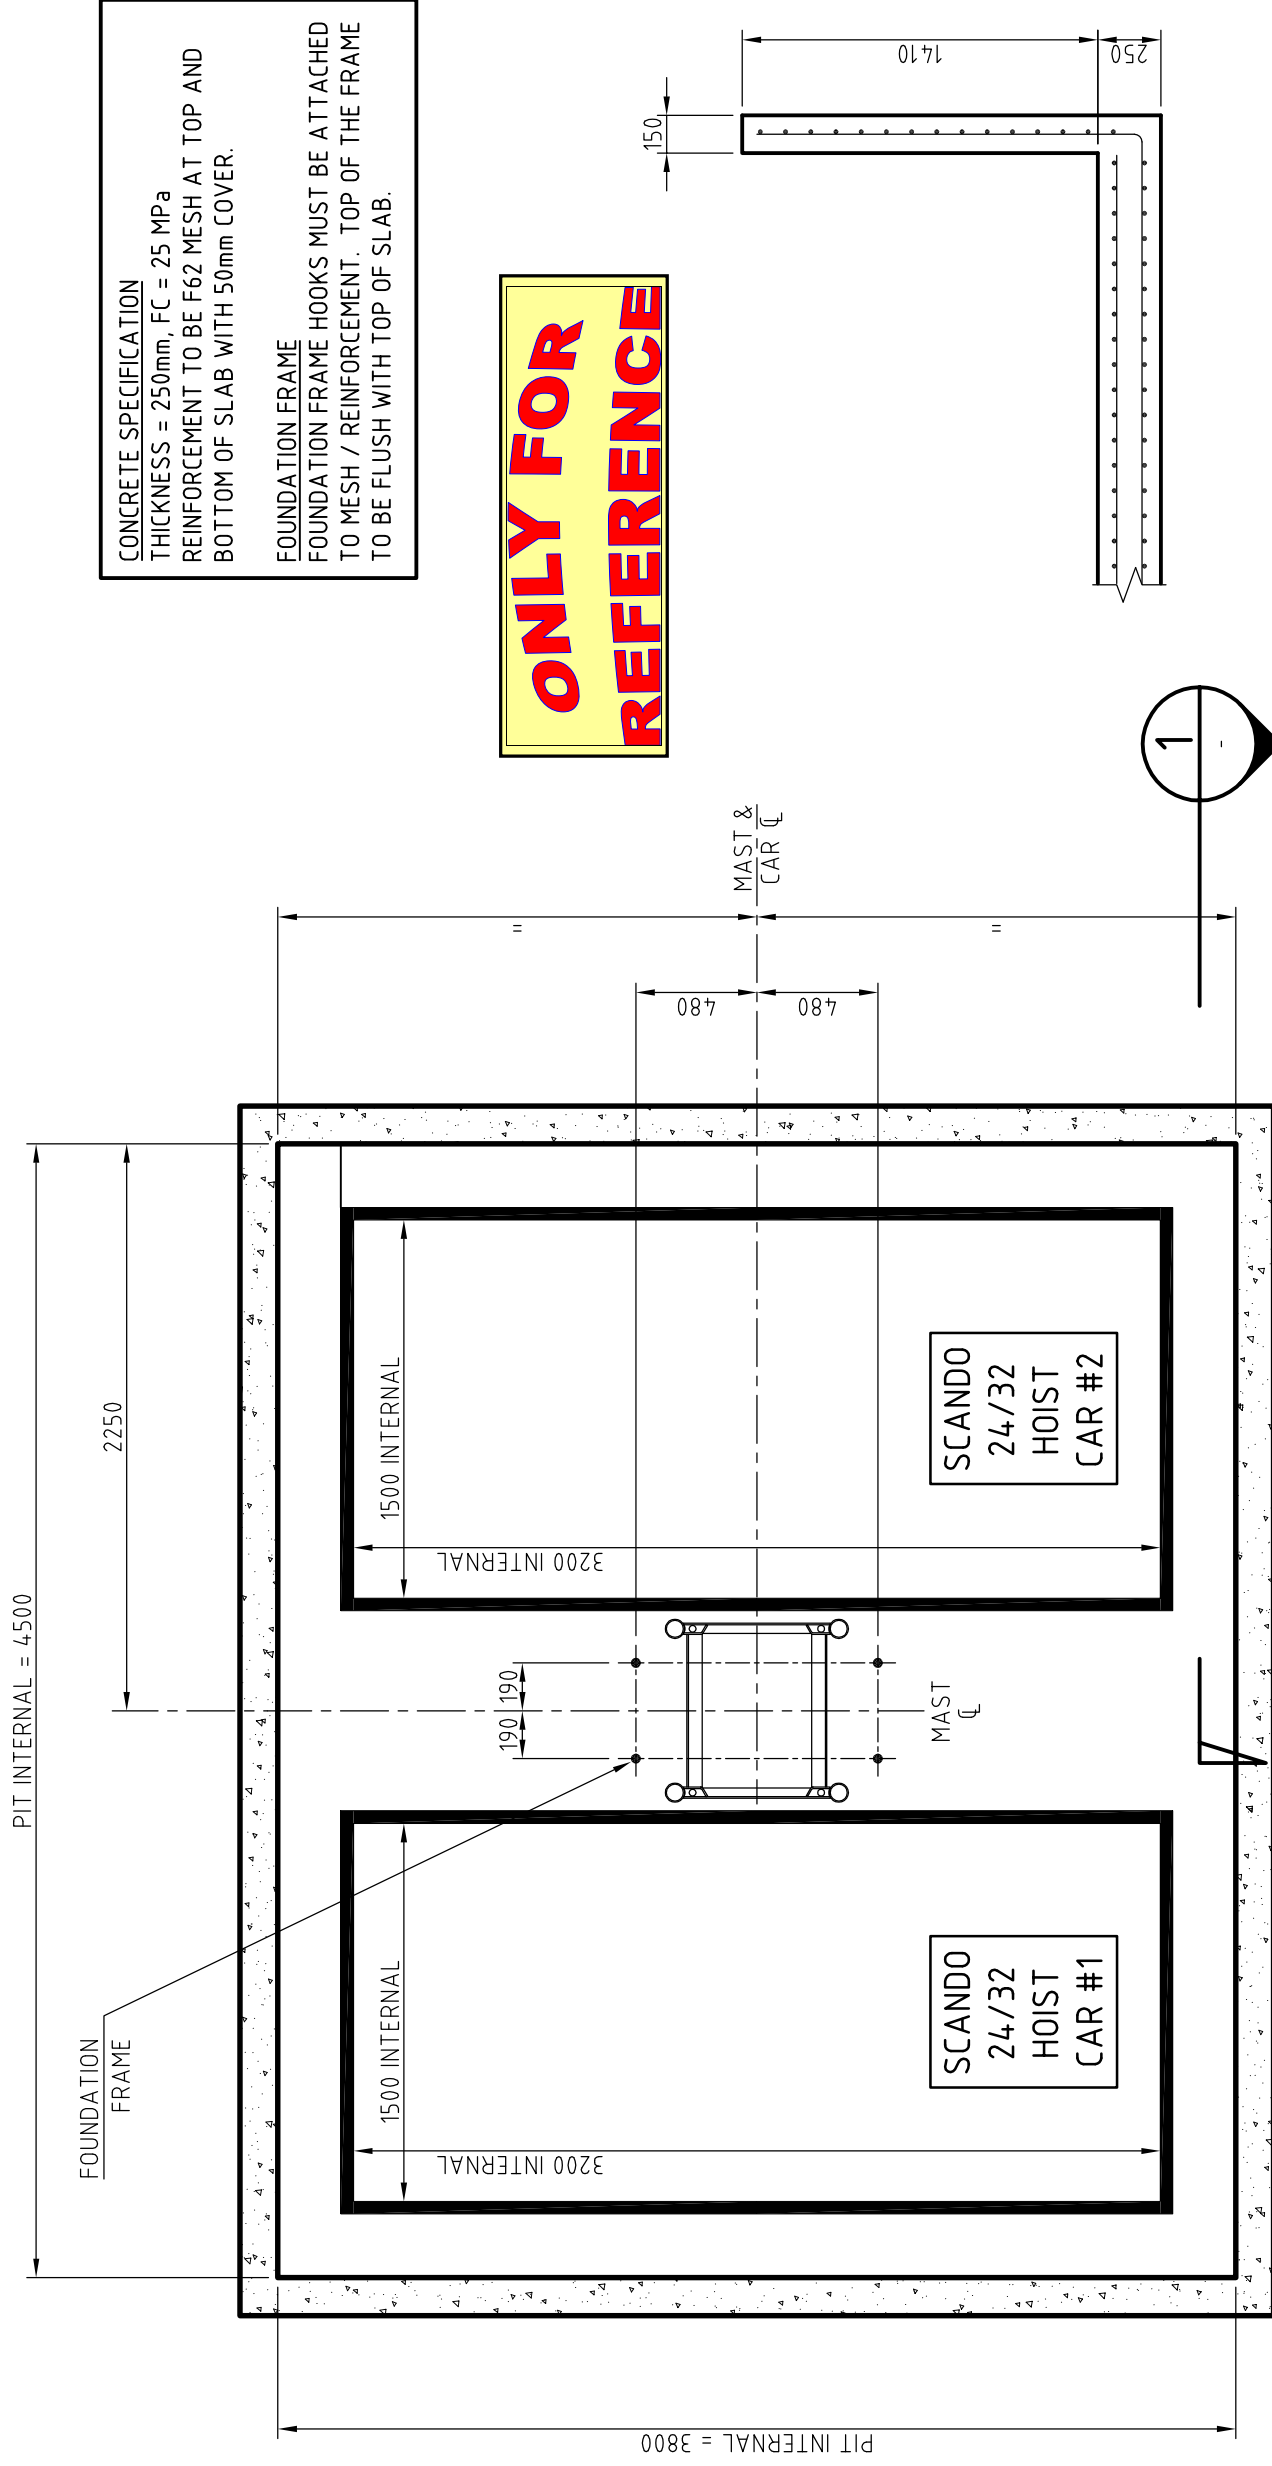 PIT INTERNAL = 4500
2250
FOUNDATION
FRAME
PIT INTERNAL = 3800
1500 INTERNAL
3200 INTERNAL
SCANDO
24/32
HOIST
CAR #1
190
190
MAST
℄
1500 INTERNAL
3200 INTERNAL
SCANDO
24/32
HOIST
CAR #2
480
480
=
=
MAST &
CAR ℄
1
-
CONCRETE SPECIFICATION
THICKNESS = 250mm, FC = 25 MPa
REINFORCEMENT TO BE F62 MESH AT TOP AND
BOTTOM OF SLAB WITH 50mm COVER.
FOUNDATION FRAME
FOUNDATION FRAME HOOKS MUST BE ATTACHED
TO MESH / REINFORCEMENT. TOP OF THE FRAME
TO BE FLUSH WITH TOP OF SLAB.
ONLY FOR
REFERENCE
150
1410
250